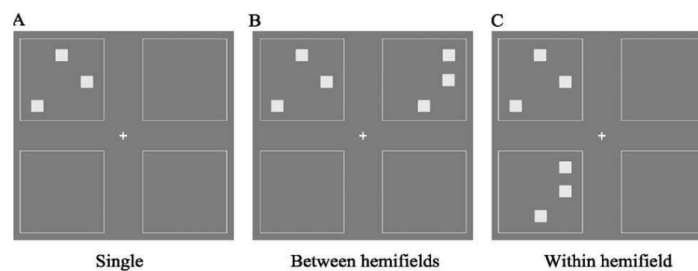 A
B
C
Single
Between hemifields
Within hemifield